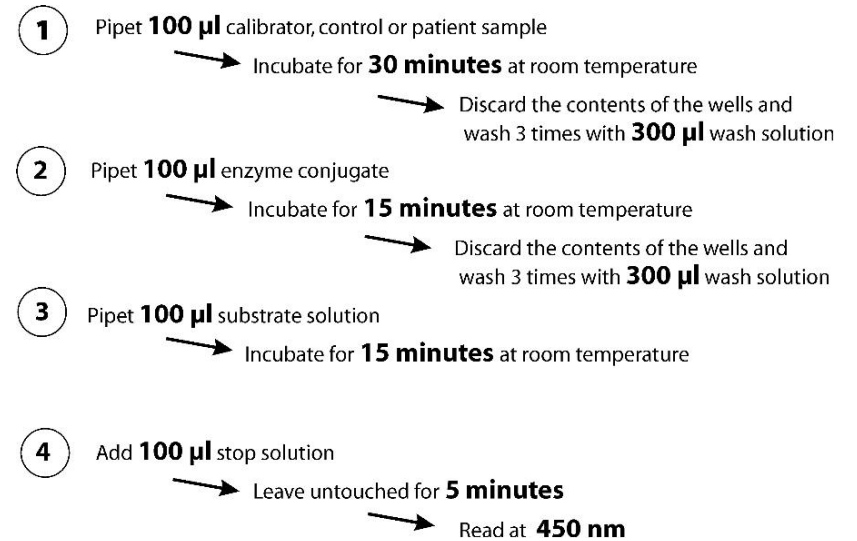 1 Pipet 100 µl calibrator, control or patient sample
Incubate for 30 minutes at room temperature
Discard the contents of the wells and
wash 3 times with 300 µl wash solution
2 Pipet 100 µl enzyme conjugate
Incubate for 15 minutes at room temperature
Discard the contents of the wells and
wash 3 times with 300 µl wash solution
3 Pipet 100 µl substrate solution
Incubate for 15 minutes at room temperature
4 Add 100 µl stop solution
Leave untouched for 5 minutes
Read at 450 nm